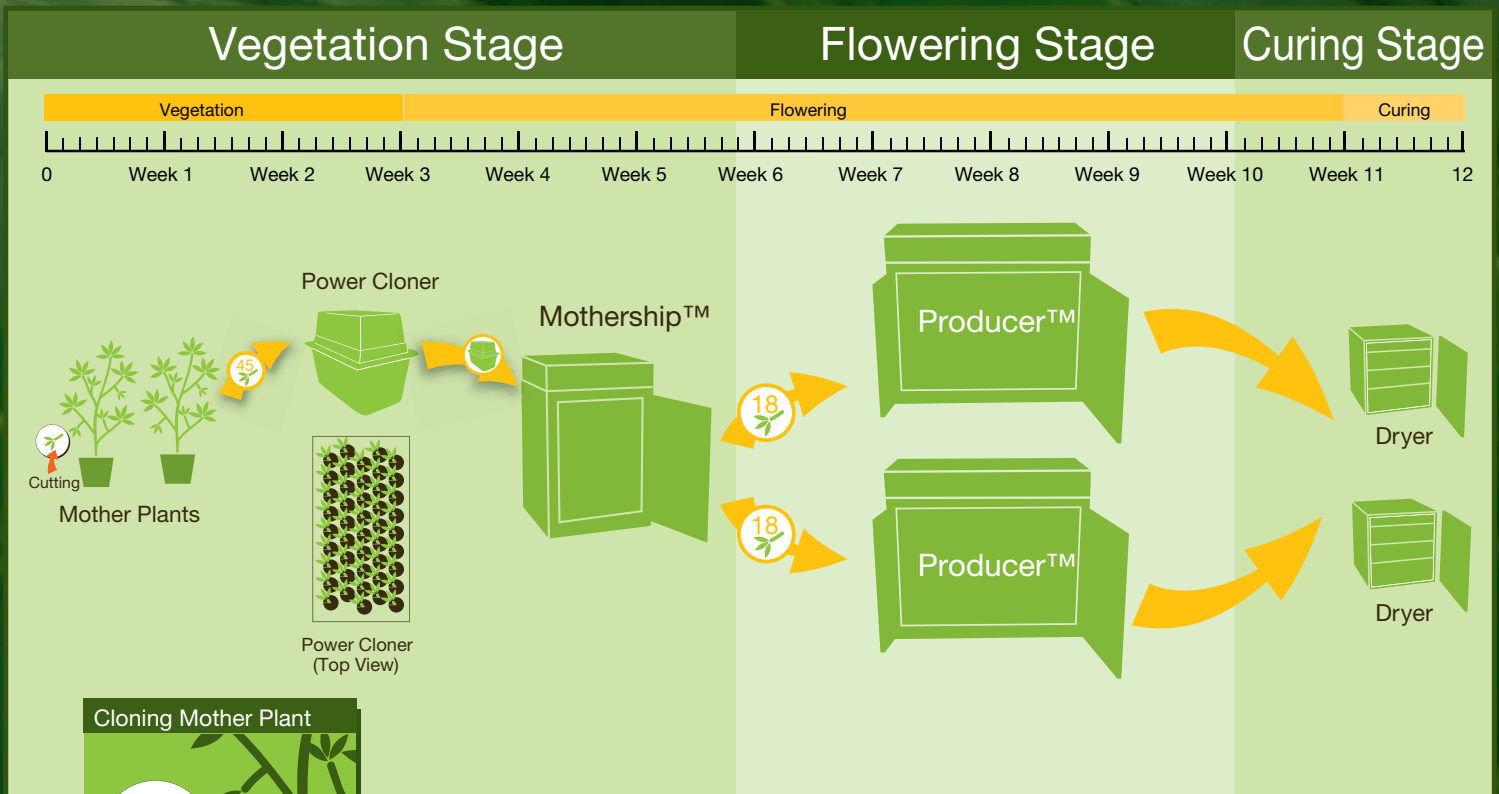 Vegetation Stage
Flowering Stage
Curing Stage
Vegetation
Flowering
Curing
0
Week 1
Week 2
Week 3
Week 4
Week 5
Week 6
Week 7
Week 8
Week 9
Week 10
Week 11
12
Power Cloner
Mothership™
45
Cutting
Mother Plants
Power Cloner
(Top View)
18
18
Producer™
Producer™
Dryer
Dryer
Cloning Mother Plant